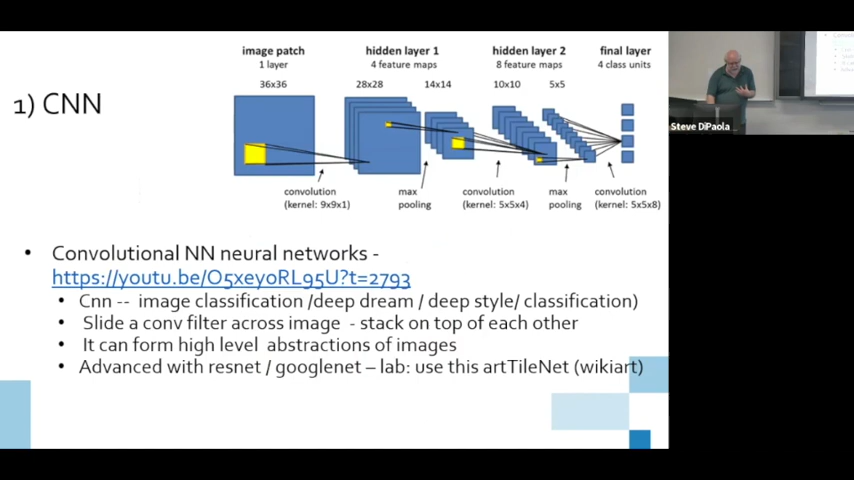 1) CNN
image patch
1 layer
36x36
hidden layer 1
4 feature maps
28x28
14x14
hidden layer 2
8 feature maps
10x10
5x5
final layer
4 class units
convolution
(kernel: 9x9x1)
max
pooling
convolution
(kernel: 5x5x4)
max
pooling
convolution
(kernel: 5x5x8)
• Convolutional NN neural networks -
https://youtu.be/O5xeyoRL95U?t=2793
• Cnn -- image classification /deep dream / deep style/ classification)
• Slide a conv filter across image - stack on top of each other
• It can form high level abstractions of images
• Advanced with resnet / googlenet – lab: use this artTileNet (wikiart)
Steve DiPaola